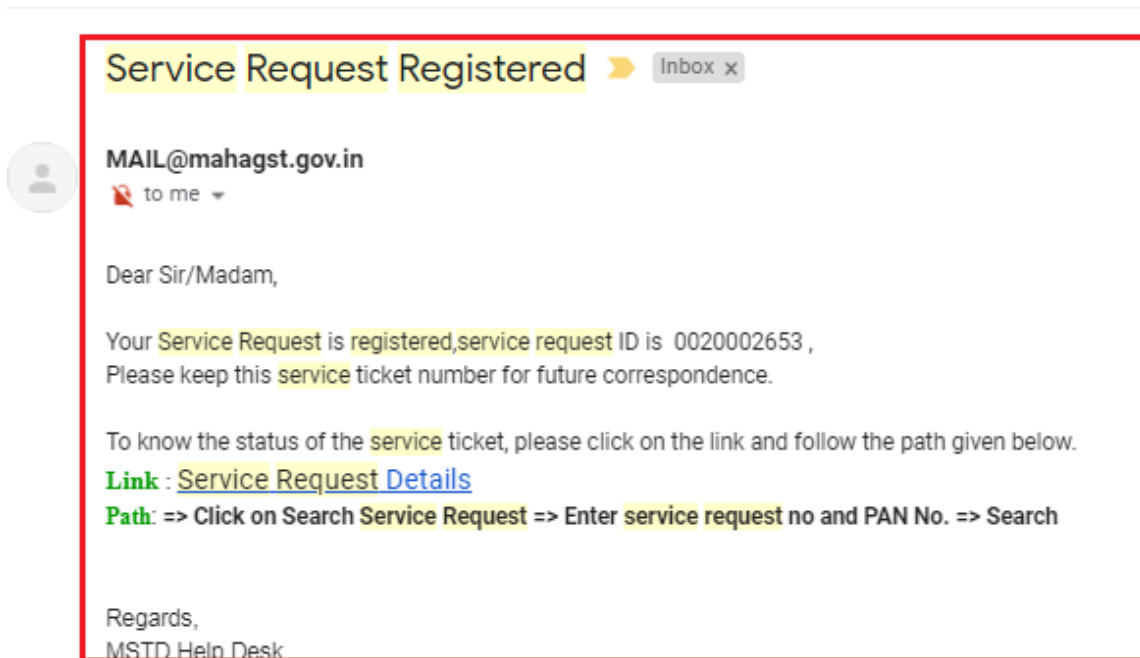 Service Request Registered Inbox x
MAIL@mahagst.gov.in
to me
Dear Sir/Madam,
Your Service Request is registered,service request ID is 0020002653 ,
Please keep this service ticket number for future correspondence.
To know the status of the service ticket, please click on the link and follow the path given below.
Link : Service Request Details
Path: => Click on Search Service Request => Enter service request no and PAN No. => Search
Regards,
MSTD Help Desk